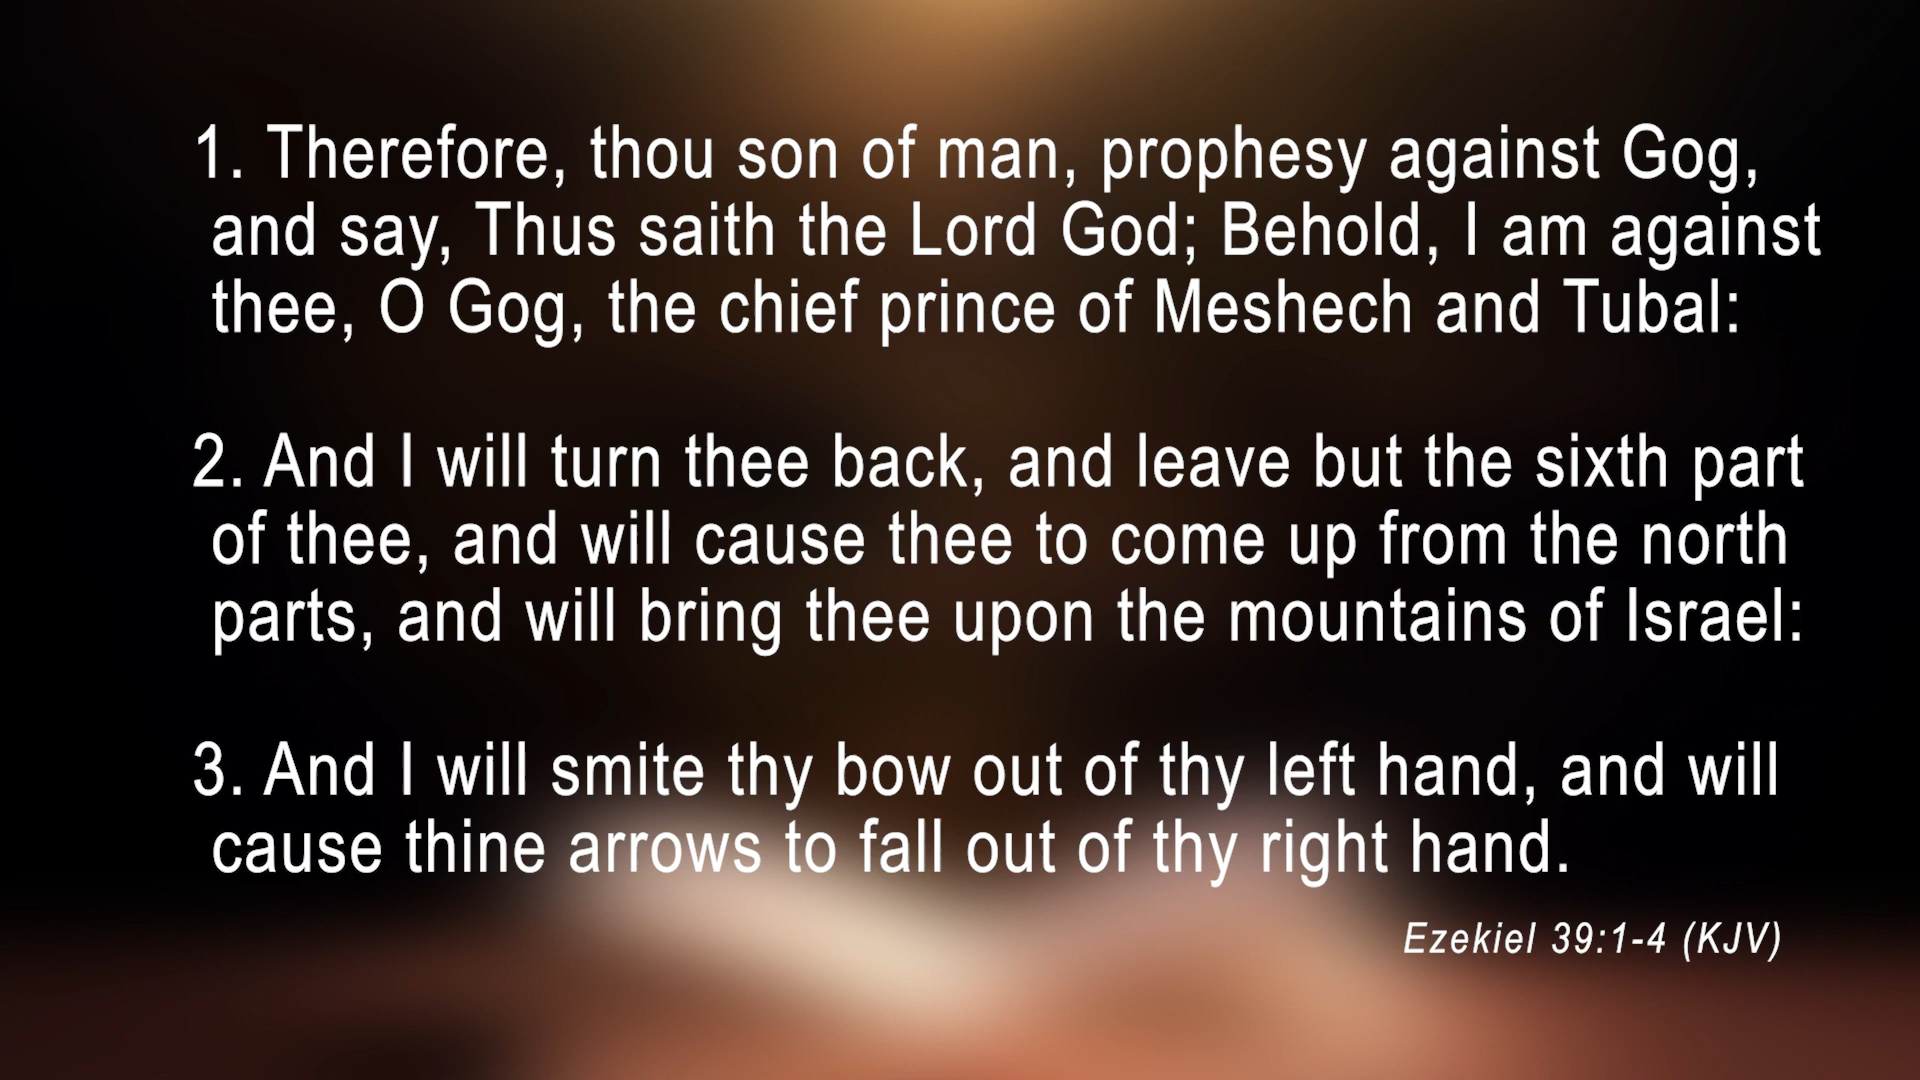 1. Therefore, thou son of man, prophesy against Gog,
and say, Thus saith the Lord God; Behold, I am against
thee, O Gog, the chief prince of Meshech and Tubal:
2. And I will turn thee back, and leave but the sixth part
of thee, and will cause thee to come up from the north
parts, and will bring thee upon the mountains of Israel:
3. And I will smite thy bow out of thy left hand, and will
cause thine arrows to fall out of thy right hand.
Ezekiel 39:1-4 (KJV)